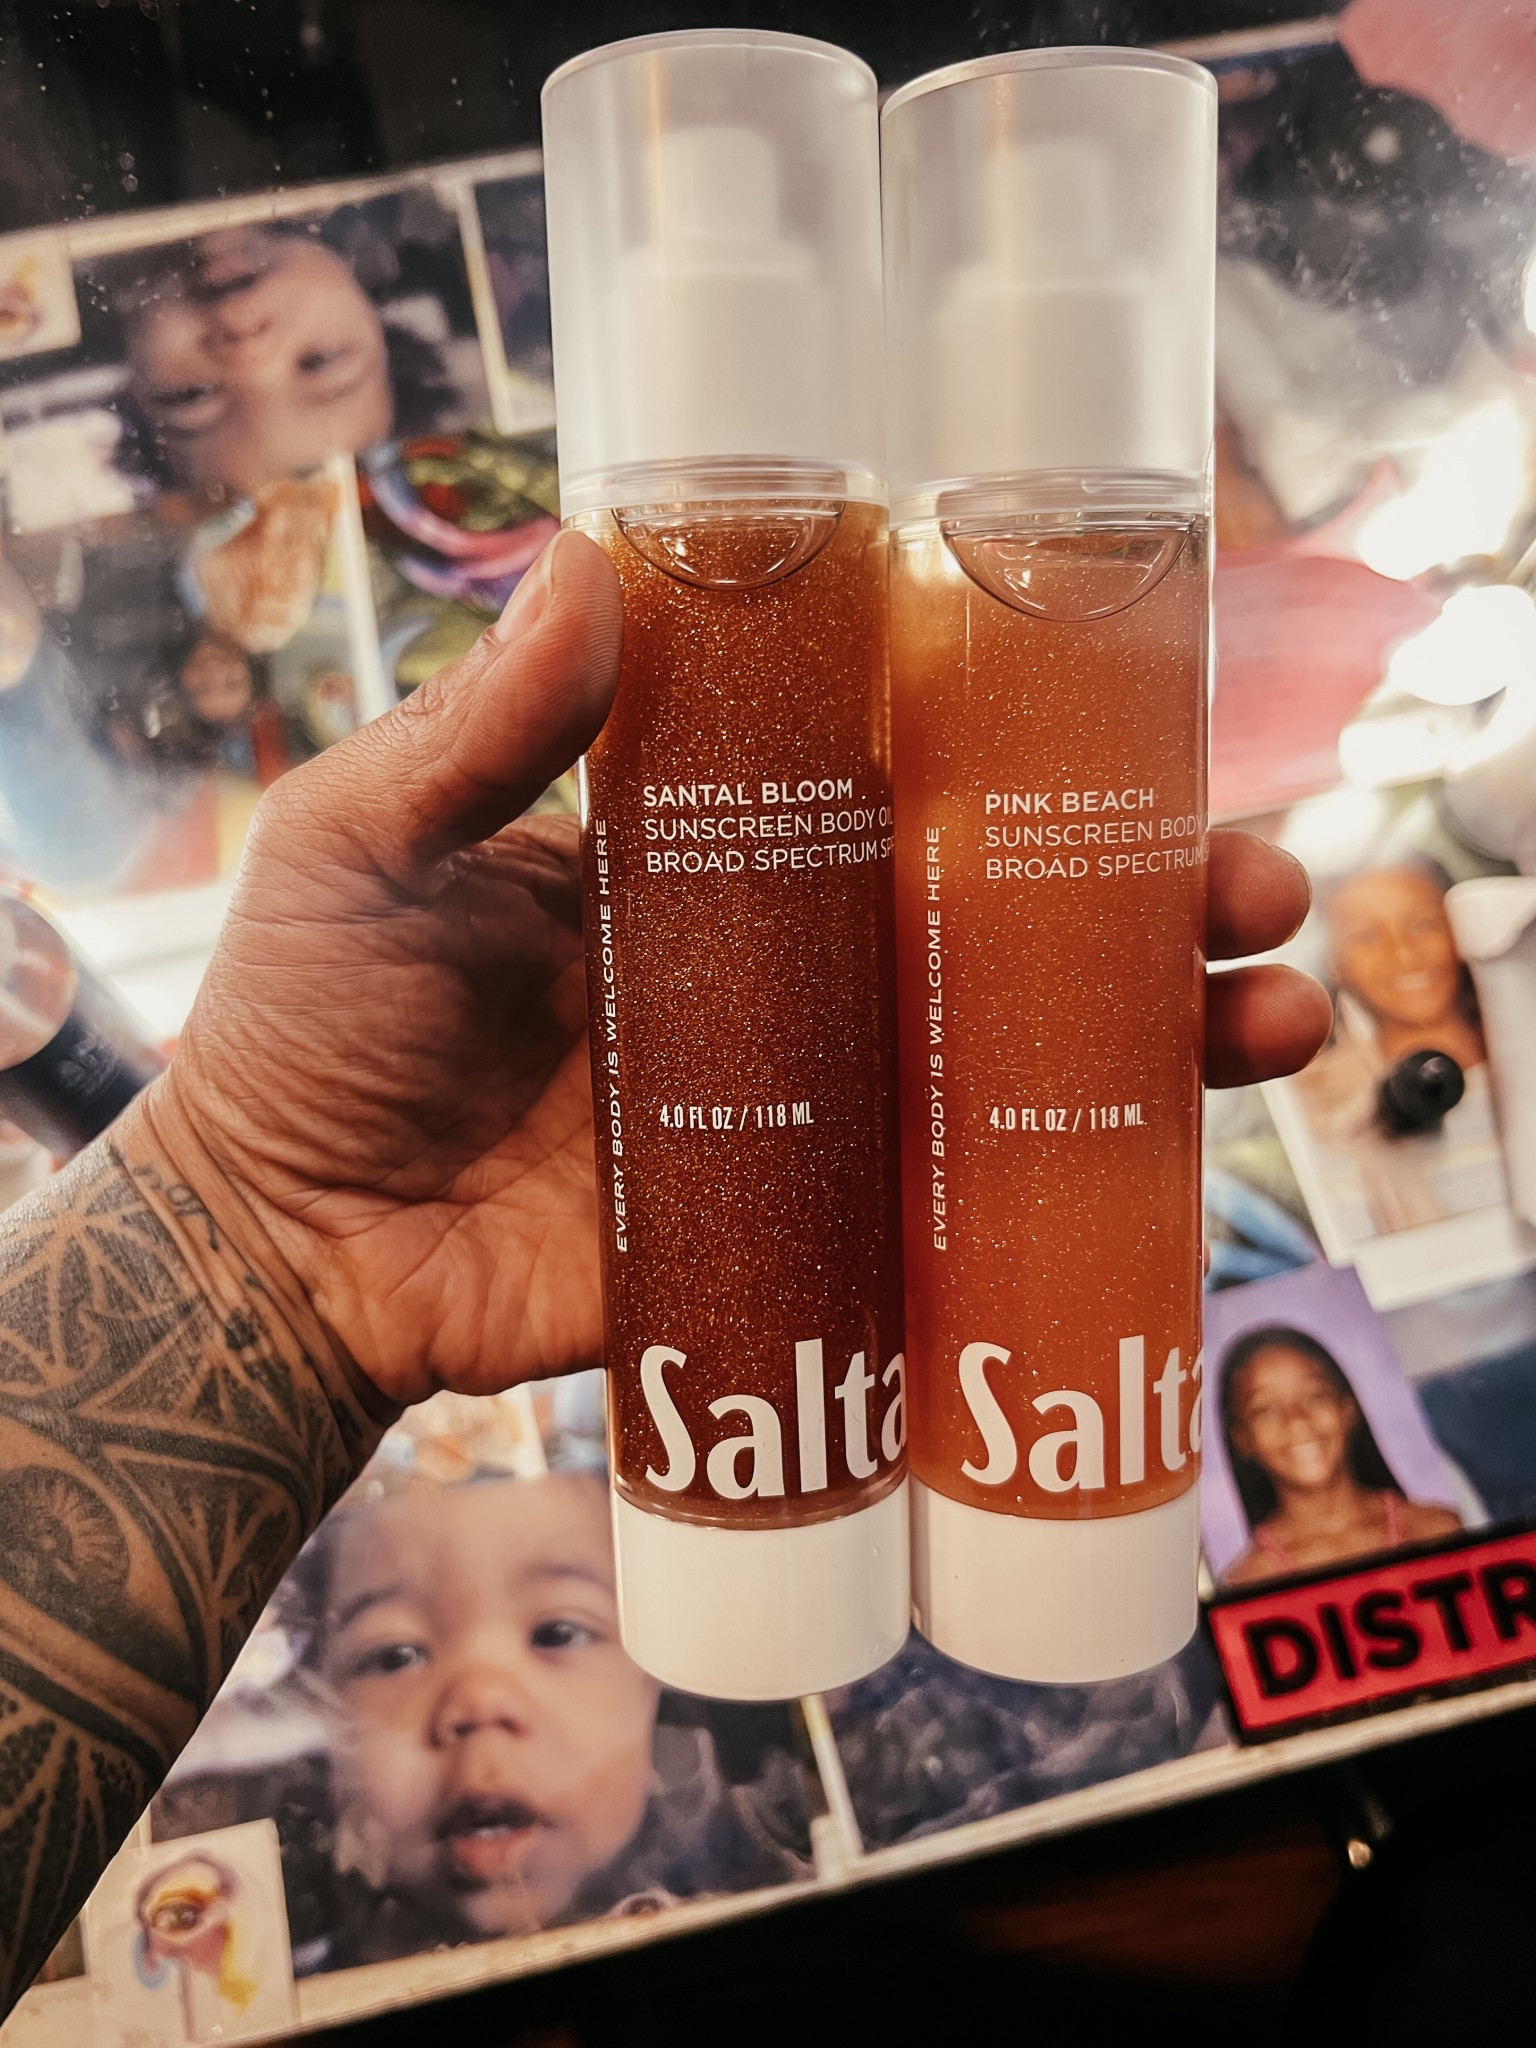 SANTAL BLOOM
SUNSCREEN BODY OIL
BROAD SPECTRUM SP
EVERY BODY IS WELCOME HERE
4.0 FL OZ / 118 ML
Salta
PINK BEACH
SUNSCREEN BODY
BROAD SPECTRUM
EVERY BODY IS WELCOME HERE
4.0 FL OZ / 118 ML
Salta
DISTR